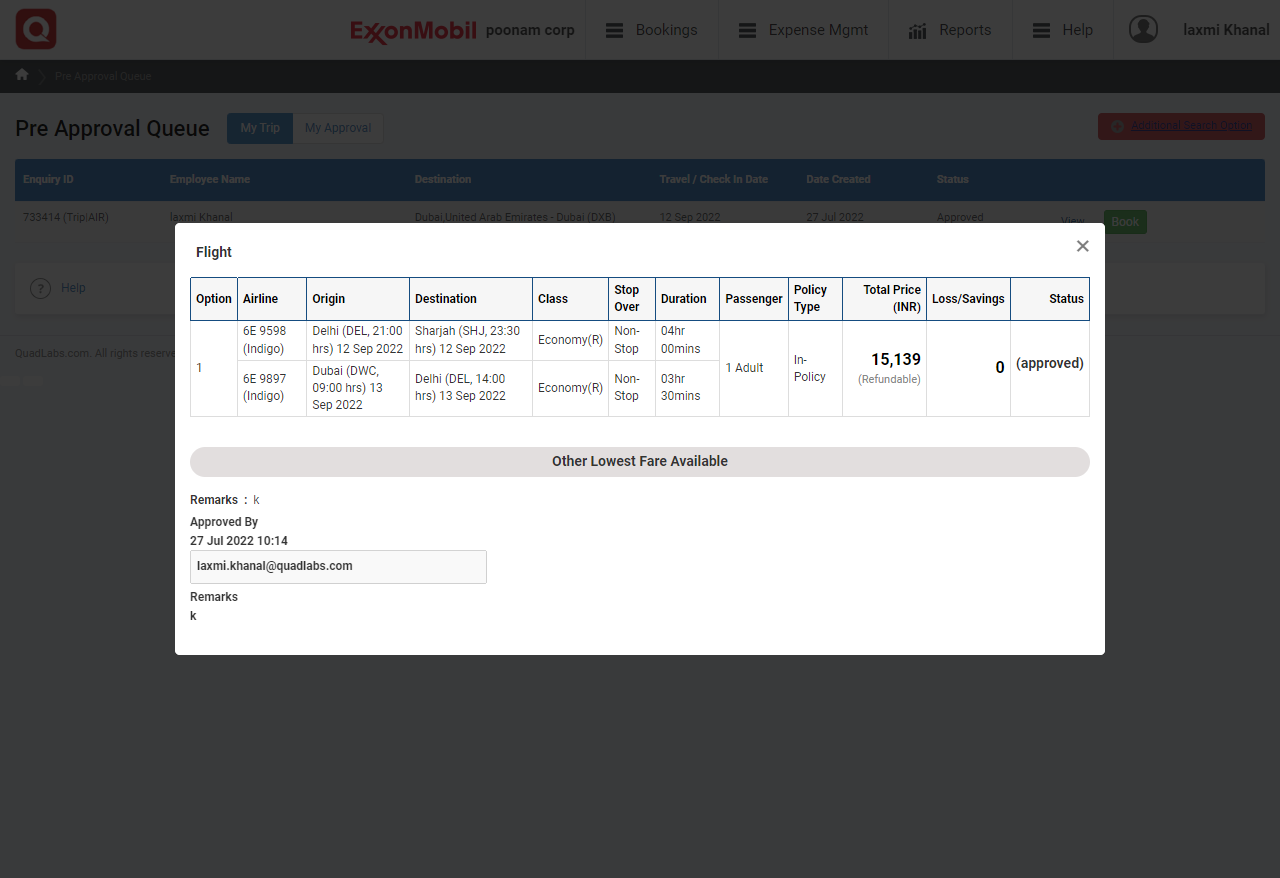 Q
ExxonMobil
poonam corp
Bookings
Expense Mgmt
Reports
Help
laxmi Khanal
Pre Approval Queue
Pre Approval Queue
My Trip
My Approval
Additional Search Option
Enquiry ID
Employee Name
Destination
Travel / Check In Date
Date Created
Status
733414 (Trip|AIR)
laxmi Khanal
Dubai,United Arab Emirates - Dubai (DXB)
12 Sep 2022
27 Jul 2022
Approved
View
Book
? Help
QuadLabs.com. All rights reserve
Flight
×
Option
Airline
Origin
Destination
Class
Stop
Over
Duration
Passenger
Policy
Type
Total Price
(INR)
Loss/Savings
Status
1
6E 9598
(Indigo)
Delhi (DEL, 21:00
hrs) 12 Sep 2022
Sharjah (SHJ, 23:30
hrs) 12 Sep 2022
Economy(R)
Non-
Stop
04hr
00mins
6E 9897
(Indigo)
Dubai (DWC,
09:00 hrs) 13
Sep 2022
Delhi (DEL, 14:00
hrs) 13 Sep 2022
Economy(R)
Non-
Stop
03hr
30mins
1 Adult
In-
Policy
15,139
(Refundable)
0
(approved)
Other Lowest Fare Available
Remarks : k
Approved By
27 Jul 2022 10:14
laxmi.khanal@quadlabs.com
Remarks
k